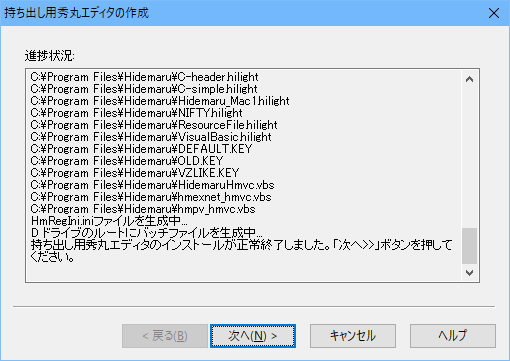 持ち出し用秀丸エディタの作成
進捗状況:
C:¥Program Files¥Hidemaru¥C-header.hilight
C:¥Program Files¥Hidemaru¥C-simple.hilight
C:¥Program Files¥Hidemaru¥Hidemaru_Mac1.hilight
C:¥Program Files¥Hidemaru¥NIFTY.hilight
C:¥Program Files¥Hidemaru¥ResourceFile.hilight
C:¥Program Files¥Hidemaru¥VisualBasic.hilight
C:¥Program Files¥Hidemaru¥DEFAULT.KEY
C:¥Program Files¥Hidemaru¥OLD.KEY
C:¥Program Files¥Hidemaru¥VZLIKE.KEY
C:¥Program Files¥Hidemaru¥HidemaruHmvc.vbs
C:¥Program Files¥Hidemaru¥hmexnet_hmvc.vbs
C:¥Program Files¥Hidemaru¥hmpv_hmvc.vbs
HmRegIni.iniファイルを生成中...
D ドライブのルートにバッチファイルを生成中...
持ち出し用秀丸エディタのインストールが正常終了しました。「次へ>>」ボタンを押して
ください。
< 戻る(B)
次へ(N) >
キャンセル
ヘルプ